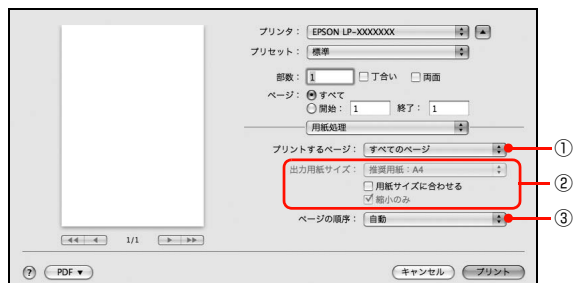 プリンタ： EPSON LP-XXXXXXX
プリセット： 標準
部数： 1 丁合い 両面
ページ： すべて
開始： 1 終了： 1
用紙処理
プリントするページ： すべてのページ ①
出力用紙サイズ： 推奨用紙：A4
用紙サイズに合わせる ②
縮小のみ
ページの順序： 自動 ③
1/1
? PDF▼ キャンセル プリント